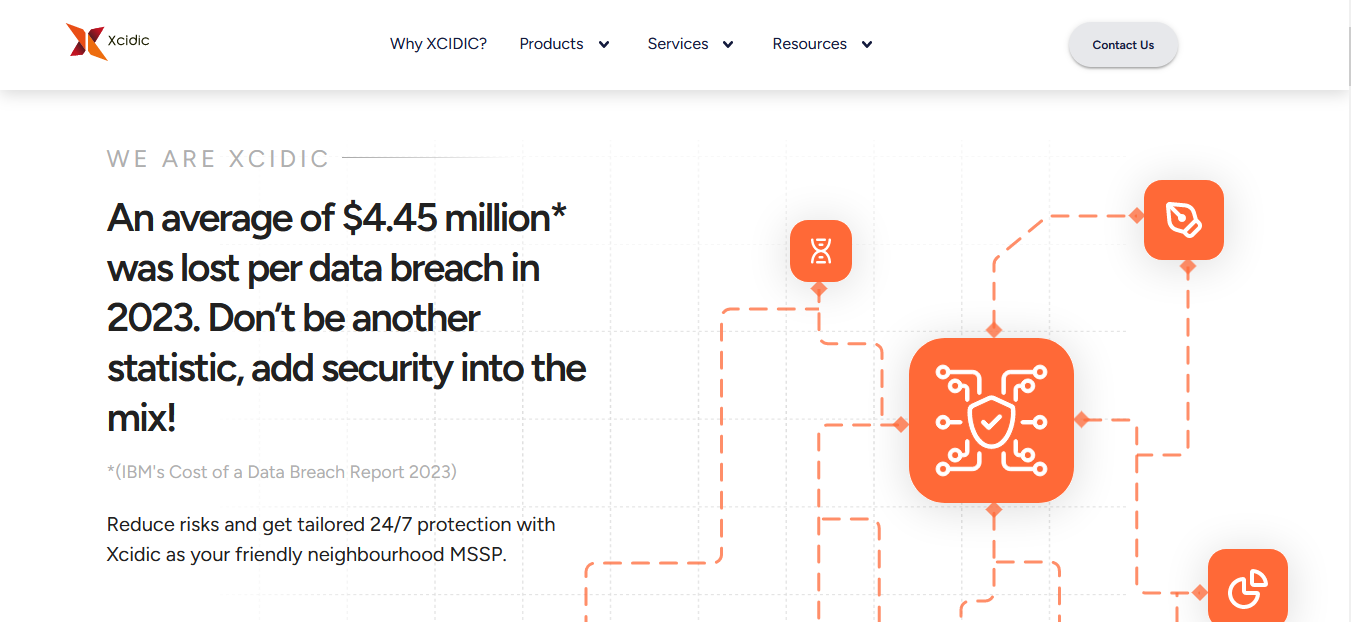 Xcidic
Why XCIDIC?
Products
Services
Resources
Contact Us
WE ARE XCIDIC
An average of $4.45 million*
was lost per data breach in
2023. Don’t be another
statistic, add security into the
mix!
*(IBM's Cost of a Data Breach Report 2023)
Reduce risks and get tailored 24/7 protection with
Xcidic as your friendly neighbourhood MSSP.